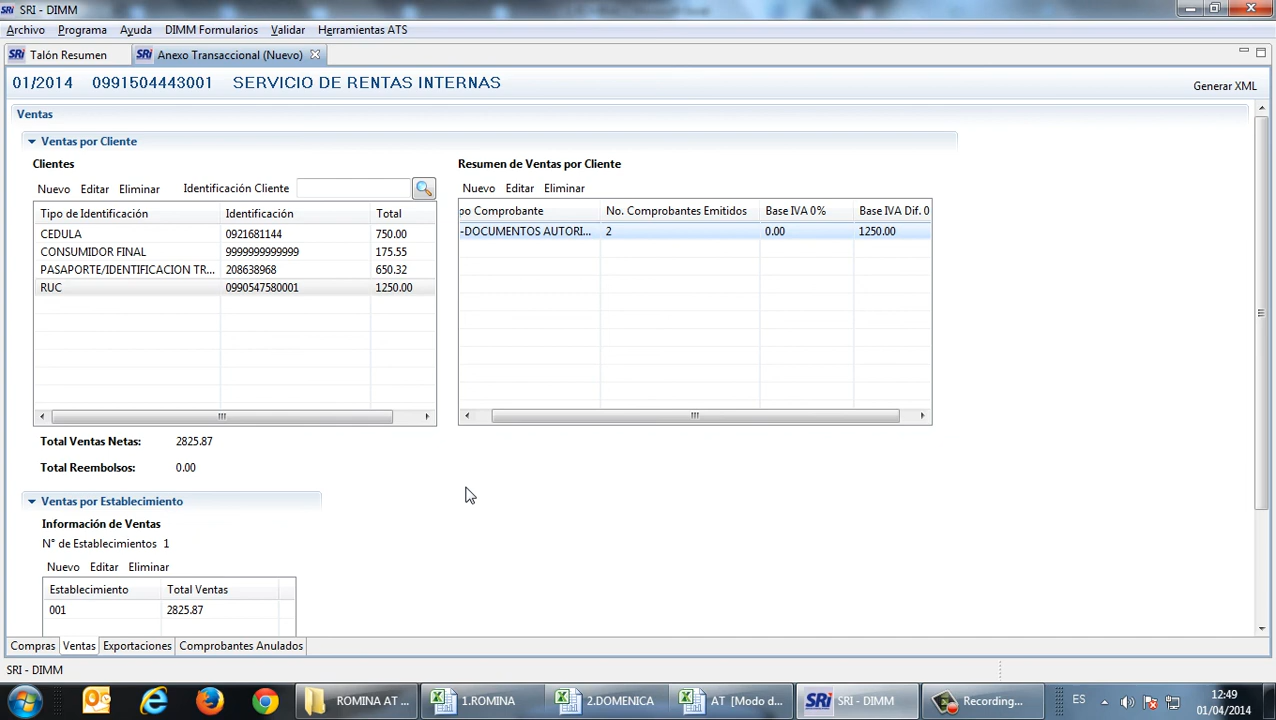 SRI - DIMM
Archivo Programa Ayuda DIMM Formularios Validar Herramientas ATS
SRi Talón Resumen SRi Anexo Transaccional (Nuevo)
01/2014 0991504443001 SERVICIO DE RENTAS INTERNAS
Generar XML
Ventas
Ventas por Cliente
Clientes
Resumen de Ventas por Cliente
Nuevo Editar Eliminar Identificación Cliente
Nuevo Editar Eliminar
Tipo de Identificación Identificación Total
po Comprobante No. Comprobantes Emitidos Base IVA 0% Base IVA Dif. 0
CEDULA 0921681144 750.00
-DOCUMENTOS AUTORI... 2 0.00 1250.00
CONSUMIDOR FINAL 9999999999999 175.55
PASAPORTE/IDENTIFICACION TR... 208638968 650.32
RUC 0990547580001 1250.00
Total Ventas Netas: 2825.87
Total Reembolsos: 0.00
Ventas por Establecimiento
Información de Ventas
N° de Establecimientos 1
Nuevo Editar Eliminar
Establecimiento Total Ventas
001 2825.87
Compras Ventas Exportaciones Comprobantes Anulados
SRI - DIMM
ROMINA AT ... 1.ROMINA 2.DOMENICA AT [Modo d... SRi SRI - DIMM Recording... ES 12:49
01/04/2014